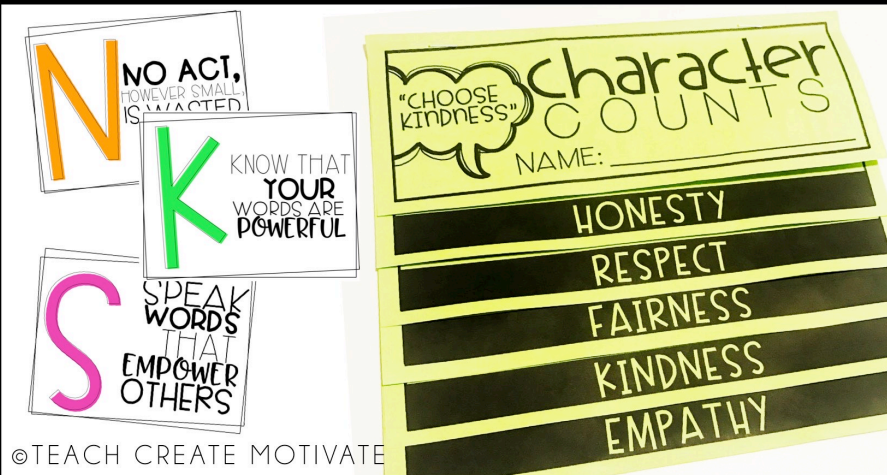 N
NO ACT,
HOWEVER SMALL,
IS WASTED
K
KNOW THAT
YOUR
WORDS ARE
POWERFUL
S
SPEAK
WORDS
THAT
EMPOWER
OTHERS
©TEACH CREATE MOTIVATE
"CHOOSE
KINDNESS"
Character
COUNTS
NAME:
HONESTY
RESPECT
FAIRNESS
KINDNESS
EMPATHY